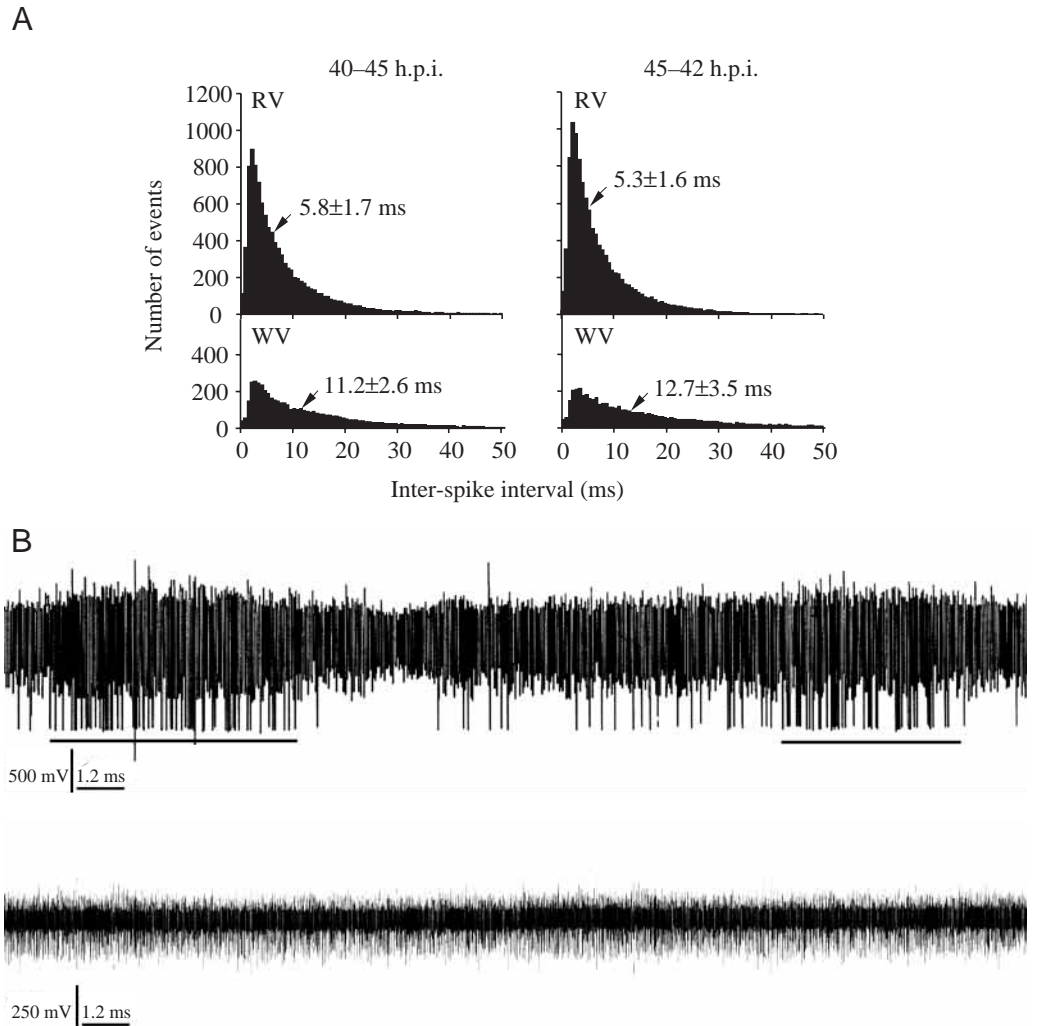 A
40–45 h.p.i.
45–42 h.p.i.
1200
1000
800
600
400
200
0
RV
5.8±1.7 ms
RV
5.3±1.6 ms
Number of events
400
200
0
WV
11.2±2.6 ms
WV
12.7±3.5 ms
0 10 20 30 40 50
0 10 20 30 40 50
Inter-spike interval (ms)
B
500 mV 1.2 ms
250 mV 1.2 ms